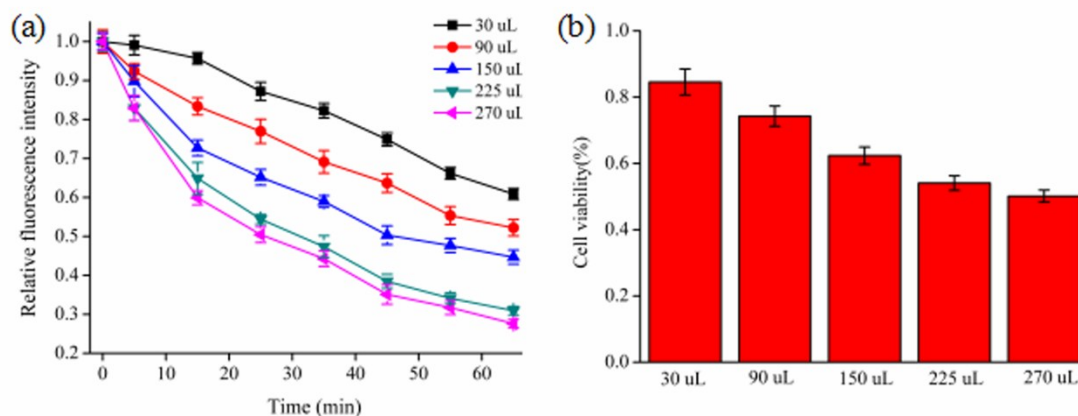 (a)
Relative fluorescence intensity
1.0
0.9
0.8
0.7
0.6
0.5
0.4
0.3
0.2
0
10
20
30
40
50
60
Time (min)
30 uL
90 uL
150 uL
225 uL
270 uL
(b)
Cell viability(%)
1.0
0.8
0.6
0.4
0.2
0.0
30 uL
90 uL
150 uL
225 uL
270 uL